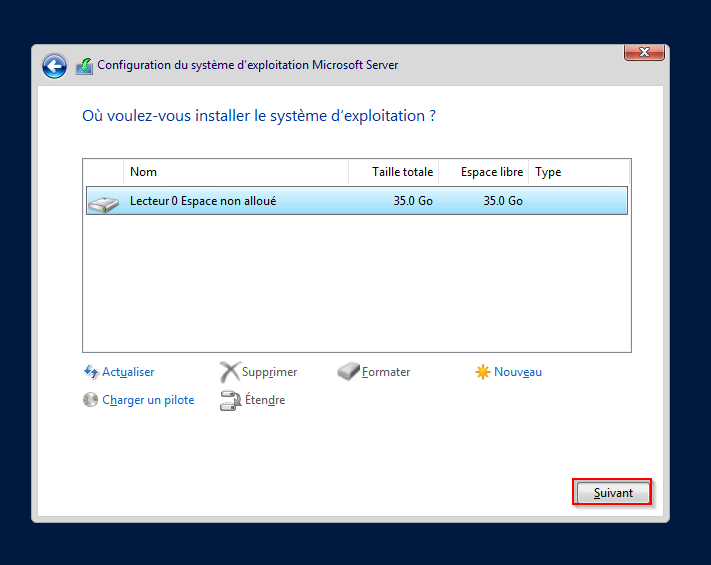 Configuration du système d'exploitation Microsoft Server
Où voulez-vous installer le système d'exploitation ?
Nom Taille totale Espace libre Type
Lecteur 0 Espace non alloué 35.0 Go 35.0 Go
Actualiser Supprimer Formater Nouveau
Charger un pilote Étendre
Suivant